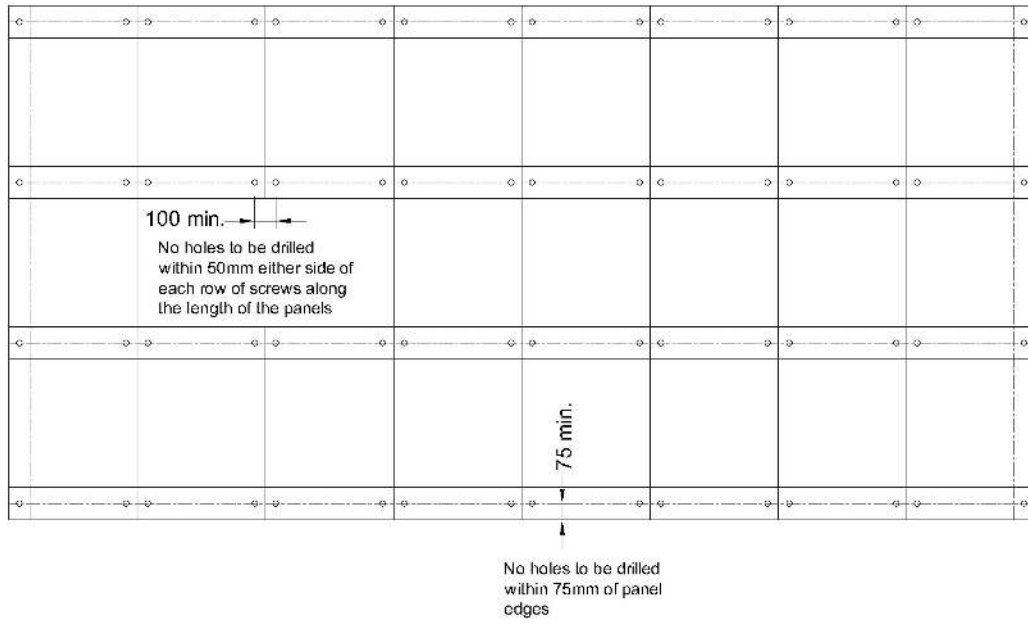 100 min.
No holes to be drilled
within 50mm either side of
each row of screws along
the length of the panels
75 min.
No holes to be drilled
within 75mm of panel
edges